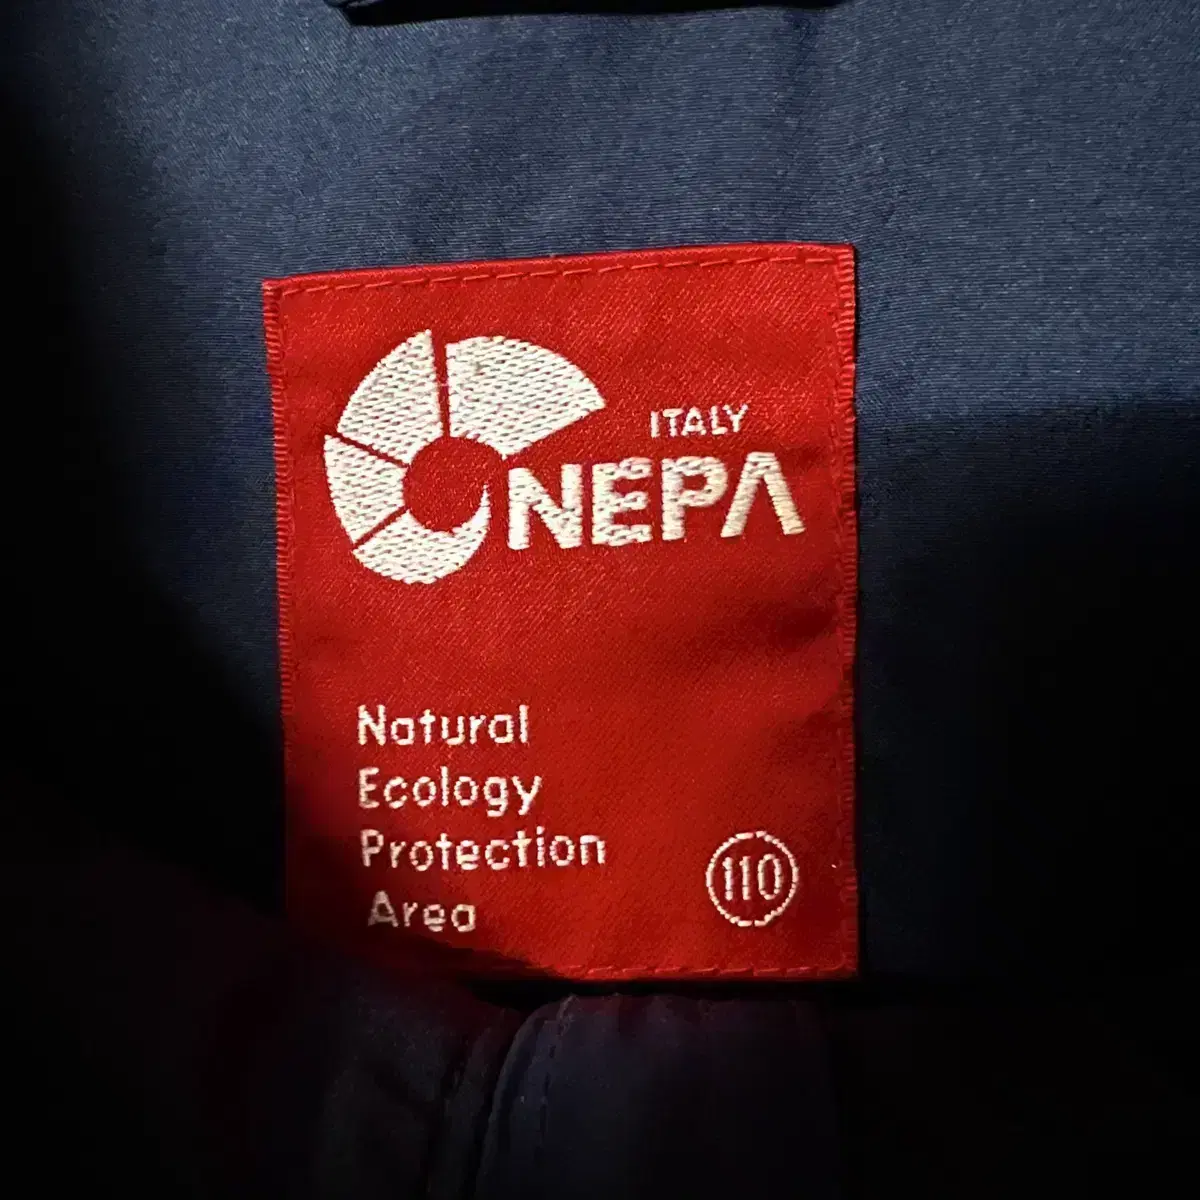 ITALY
NEPA
Natural
Ecology
Protection
Area
110